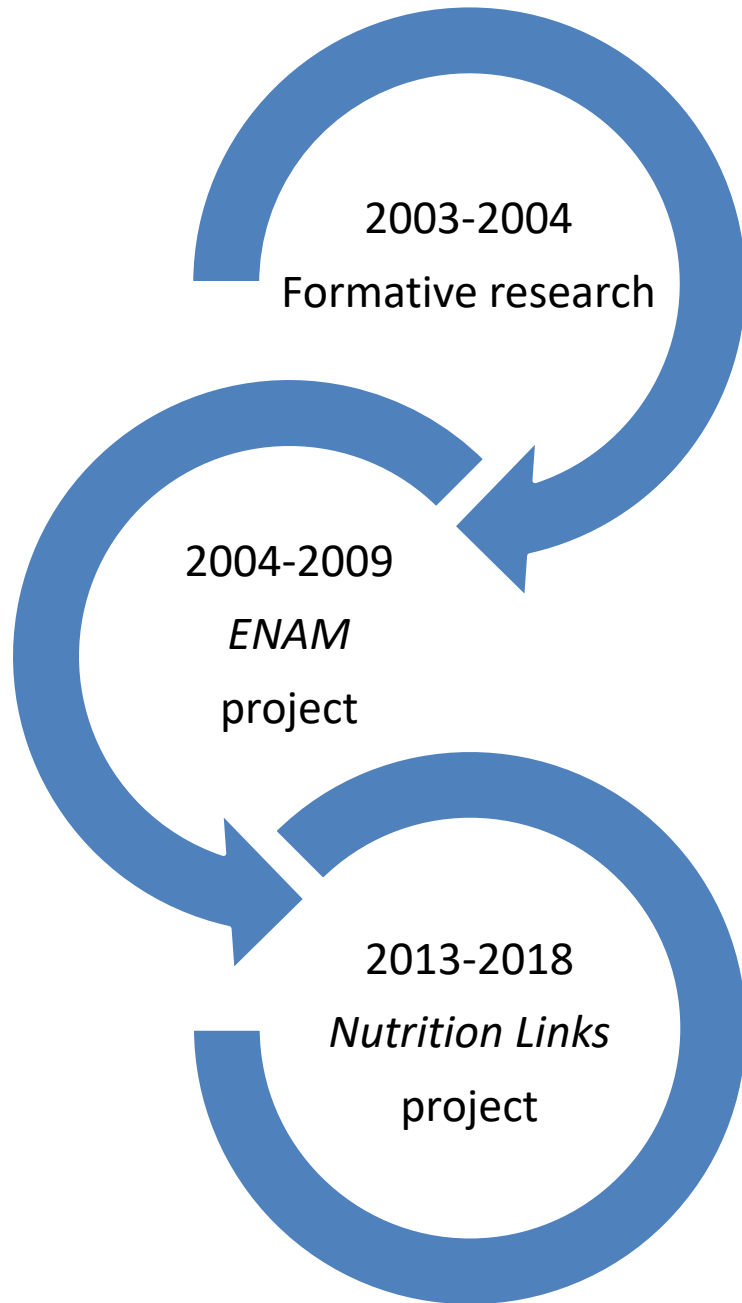 2003-2004
Formative research
2004-2009
ENAM
project
2013-2018
Nutrition Links
project